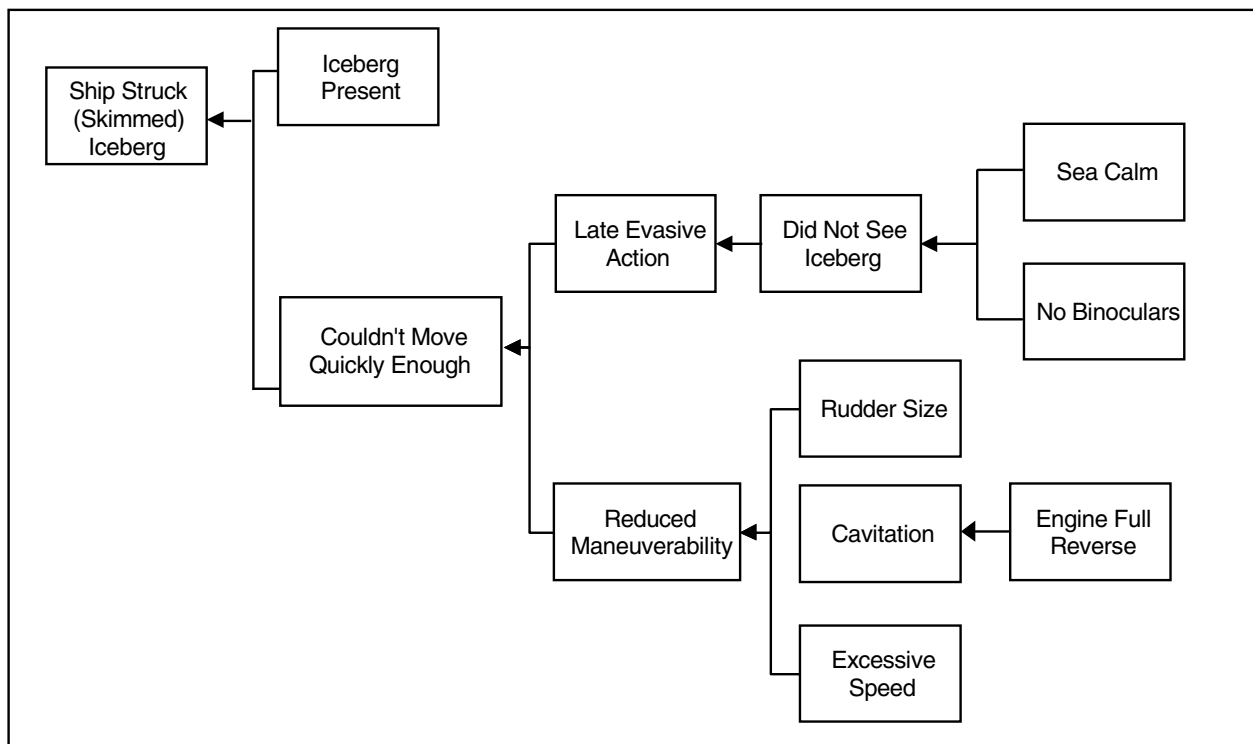 Ship Struck
(Skimmed)
Iceberg
Iceberg
Present
Couldn't Move
Quickly Enough
Late Evasive
Action
Did Not See
Iceberg
Sea Calm
No Binoculars
Reduced
Maneuverability
Rudder Size
Cavitation
Engine Full
Reverse
Excessive
Speed